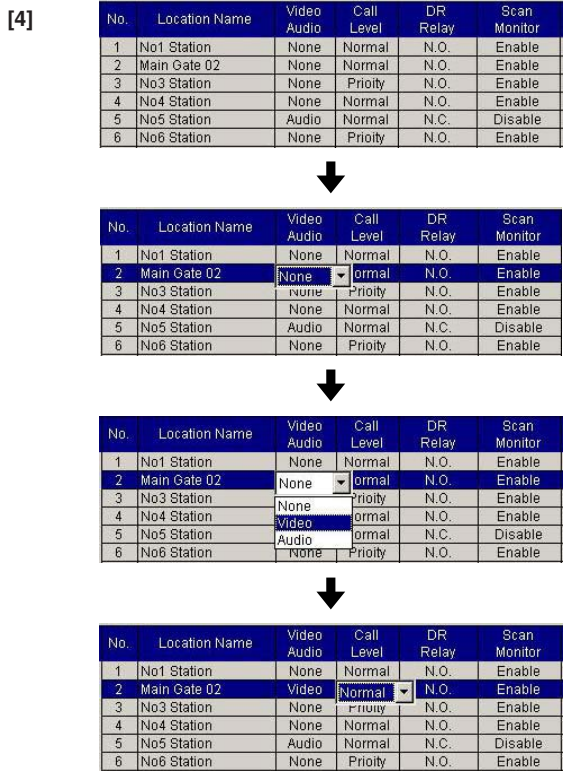 [4]
No. Location Name Video Audio Call Level DR Relay Scan Monitor
1 No1 Station None Normal N.O. Enable
2 Main Gate 02 None Normal N.O. Enable
3 No3 Station None Prioity N.O. Enable
4 No4 Station None Normal N.O. Enable
5 No5 Station Audio Normal N.C. Disable
6 No6 Station None Prioity N.O. Enable
No. Location Name Video Audio Call Level DR Relay Scan Monitor
1 No1 Station None Normal N.O. Enable
2 Main Gate 02 None ormal N.O. Enable
3 No3 Station None Prioity N.O. Enable
4 No4 Station None Normal N.O. Enable
5 No5 Station Audio Normal N.C. Disable
6 No6 Station None Prioity N.O. Enable
No. Location Name Video Audio Call Level DR Relay Scan Monitor
1 No1 Station None Normal N.O. Enable
2 Main Gate 02 None ormal N.O. Enable
3 No3 Station None Prioity N.O. Enable
4 No4 Station Video ormal N.O. Enable
5 No5 Station Audio ormal N.C. Disable
6 No6 Station None Prioity N.O. Enable
No. Location Name Video Audio Call Level DR Relay Scan Monitor
1 No1 Station None Normal N.O. Enable
2 Main Gate 02 Video Normal N.O. Enable
3 No3 Station None Prioity N.O. Enable
4 No4 Station None Normal N.O. Enable
5 No5 Station Audio Normal N.C. Disable
6 No6 Station None Prioity N.O. Enable